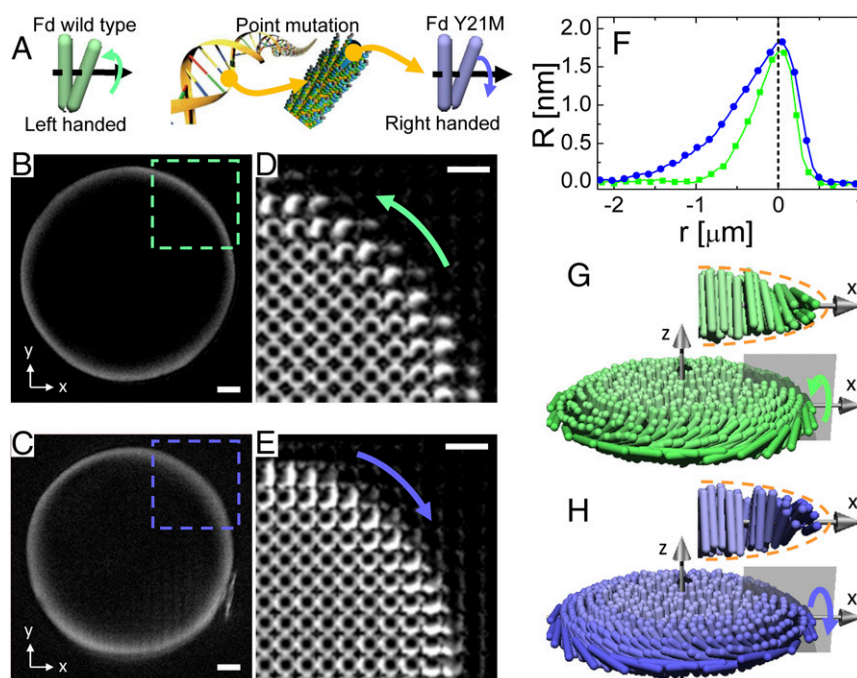 A
Fd wild type
Left handed
Point mutation
Fd Y21M
Right handed
B
y
x
D
C
y
x
E
F
R [nm]
2.0
1.5
1.0
0.5
0.0
-2
-1
0
r [μm]
G
x
z
x
H
x
z
x